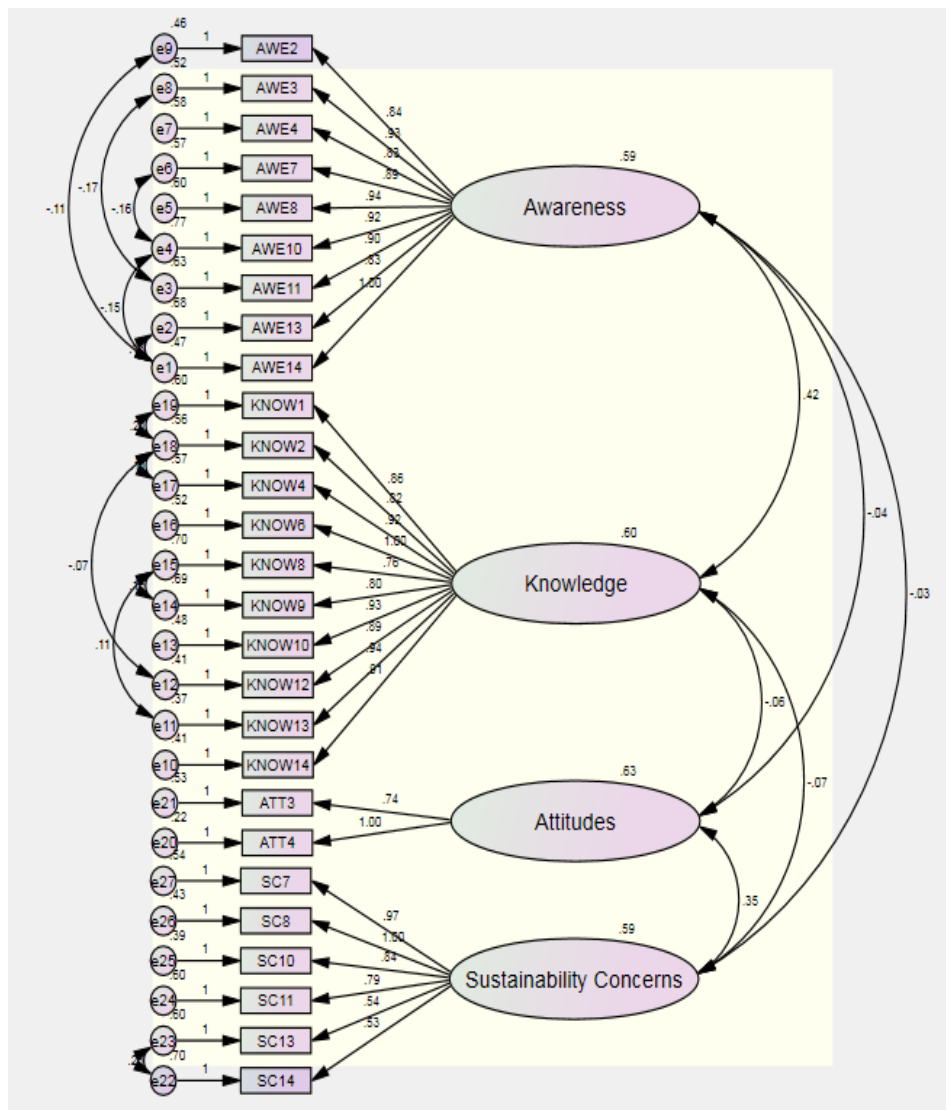 .46
e9 1 AWE2
.52
e8 1 AWE3
.58
e7 1 AWE4
.57
e6 1 AWE7
.60
e5 1 AWE8
.77
e4 1 AWE10
.63
e3 1 AWE11
.68
e2 1 AWE13
.47
e1 1 AWE14
.60
e19 1 KNOW1
.56
e18 1 KNOW2
.57
e17 1 KNOW4
.52
e16 1 KNOW6
.70
e15 1 KNOW8
.69
e14 1 KNOW9
.48
e13 1 KNOW10
.41
e12 1 KNOW12
.37
e11 1 KNOW13
.41
e10 1 KNOW14
.53
e21 1 ATT3
.22
e20 1 ATT4
.54
e27 1 SC7
.43
e26 1 SC8
.39
e25 1 SC10
.60
e24 1 SC11
.60
e23 1 SC13
.70
e22 1 SC14
-.11
-.17
-.16
-.15
-.07
.11
.84
.93
.83
.89
.94
.92
.90
.83
1.00
.86
.82
.92
1.00
.76
.80
.93
.89
.94
.91
.74
1.00
.97
1.00
.84
.79
.54
.53
.59
Awareness
.60
Knowledge
.63
Attitudes
.59
Sustainability Concerns
.42
-.04
-.03
-.06
-.07
.35